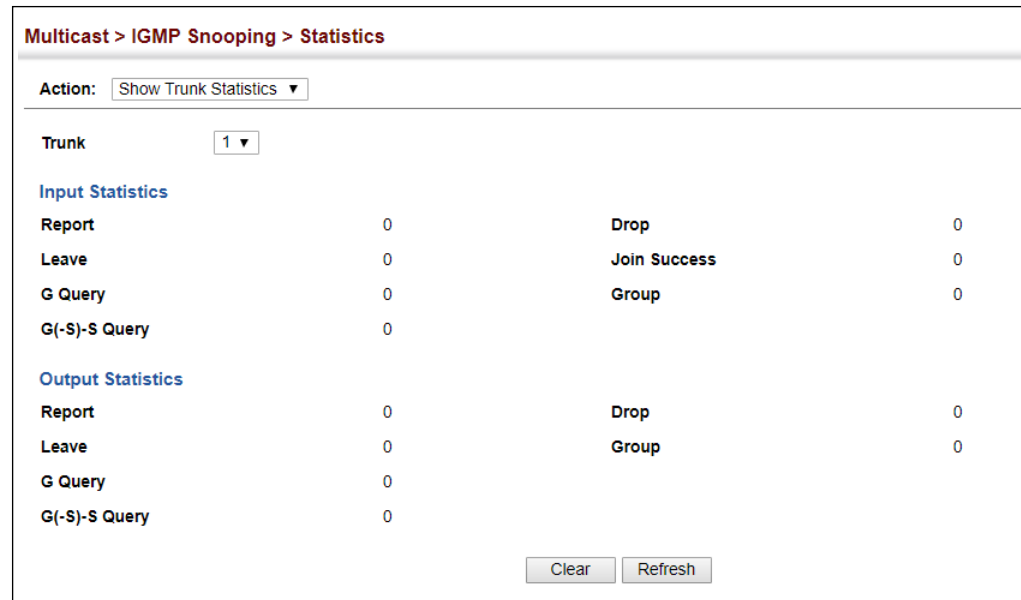 Multicast > IGMP Snooping > Statistics
Action: Show Trunk Statistics ▼
Trunk 1 ▼
Input Statistics
Report 0 Drop 0
Leave 0 Join Success 0
G Query 0 Group 0
G(-S)-S Query 0
Output Statistics
Report 0 Drop 0
Leave 0 Group 0
G Query 0
G(-S)-S Query 0
Clear Refresh